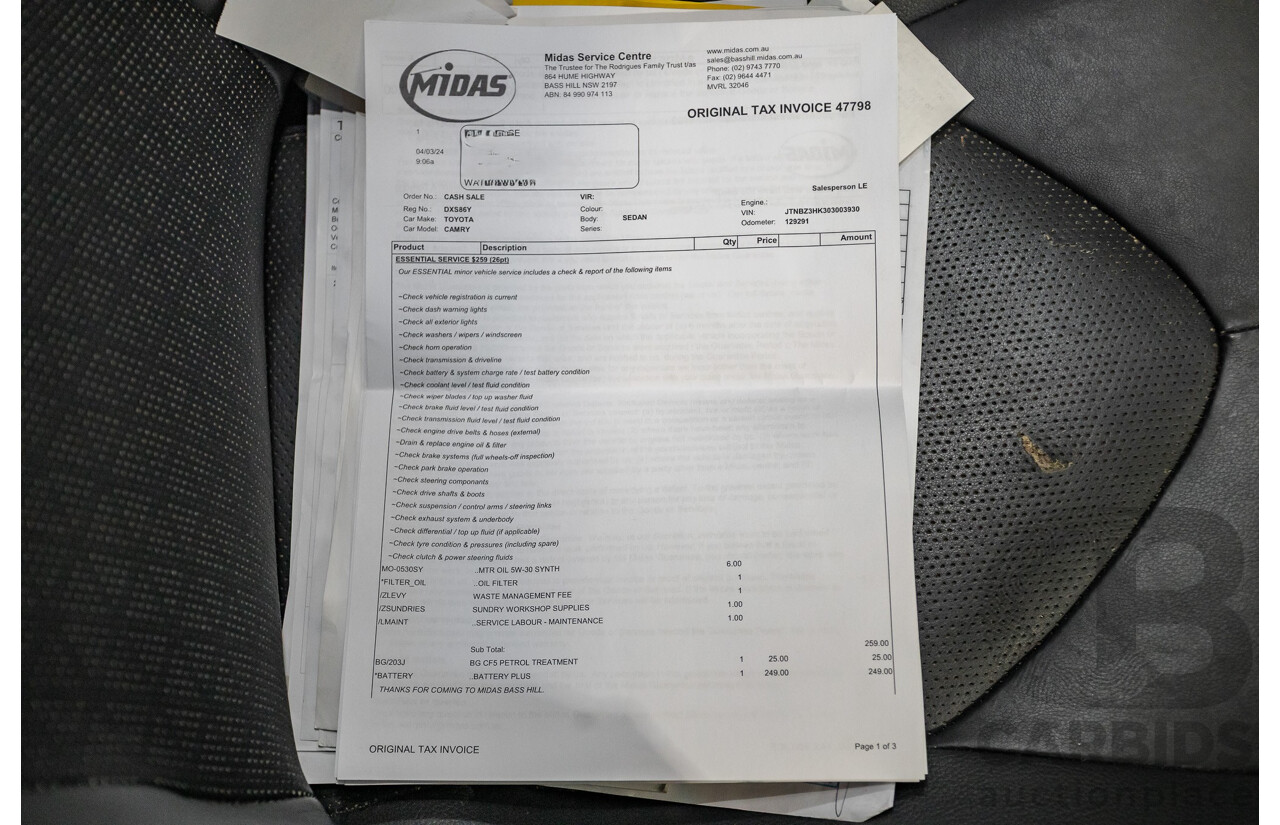 MIDAS
Midas Service Centre
The Trustee for The Rodrigues Family Trust t/as
864 HUME HIGHWAY
BASS HILL NSW 2197
ABN: 84 990 974 113
www.midas.com.au
sales@basshill.midas.com.au
Phone: (02) 9743 7770
Fax: (02) 9644 4471
MVRL 32046
ORIGINAL TAX INVOICE 47798
1
04/03/24
9:06a
Salesperson LE
Order No.: CASH SALE VIR:
Reg No.: DXS86Y Colour: Engine.:
Car Make: TOYOTA Body: SEDAN VIN: JTNBZ3HK303003930
Car Model: CAMRY Series: Odometer: 129291
Product Description Qty Price Amount
ESSENTIAL SERVICE $259 (26pt)
Our ESSENTIAL minor vehicle service includes a check & report of the following items
~Check vehicle registration is current
~Check dash warning lights
~Check all exterior lights
~Check washers / wipers / windscreen
~Check horn operation
~Check transmission & driveline
~Check battery & system charge rate / test battery condition
~Check coolant level / test fluid condition
~Check wiper blades / top up washer fluid
~Check brake fluid level / test fluid condition
~Check transmission fluid level / test fluid condition
~Check engine drive belts & hoses (external)
~Drain & replace engine oil & filter
~Check brake systems (full wheels-off inspection)
~Check park brake operation
~Check steering componants
~Check drive shafts & boots
~Check suspension / control arms / steering links
~Check exhaust system & underbody
~Check differential / top up fluid (if applicable)
~Check tyre condition & pressures (including spare)
~Check clutch & power steering fluids
MO-0530SY ..MTR OIL 5W-30 SYNTH 6.00
*FILTER_OIL ..OIL FILTER 1
/ZLEVY WASTE MANAGEMENT FEE 1
/ZSUNDRIES SUNDRY WORKSHOP SUPPLIES 1.00
/LMAINT ..SERVICE LABOUR - MAINTENANCE 1.00
Sub Total: 259.00
BG/203J BG CF5 PETROL TREATMENT 1 25.00 25.00
*BATTERY ..BATTERY PLUS 1 249.00 249.00
THANKS FOR COMING TO MIDAS BASS HILL.
ORIGINAL TAX INVOICE Page 1 of 3
CARBIDS